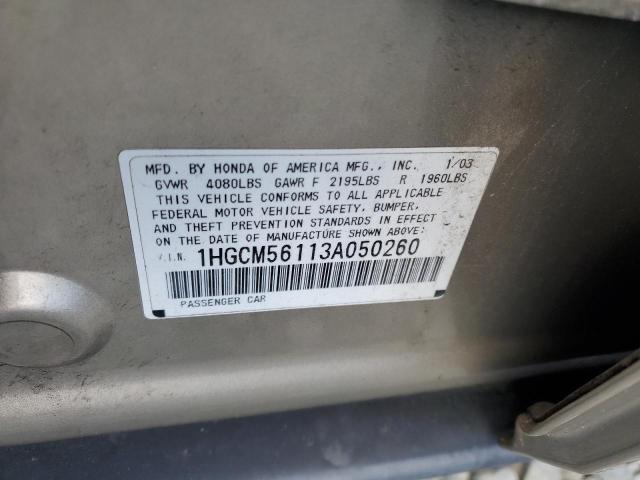 MFD. BY HONDA OF AMERICA MFG., INC. 1/03
GVWR 4080LBS GAWR F 2195LBS R 1960LBS
THIS VEHICLE CONFORMS TO ALL APPLICABLE
FEDERAL MOTOR VEHICLE SAFETY, BUMPER,
AND THEFT PREVENTION STANDARDS IN EFFECT
ON THE DATE OF MANUFACTURE SHOWN ABOVE:
V.I.N. 1HGCM56113A050260
PASSENGER CAR